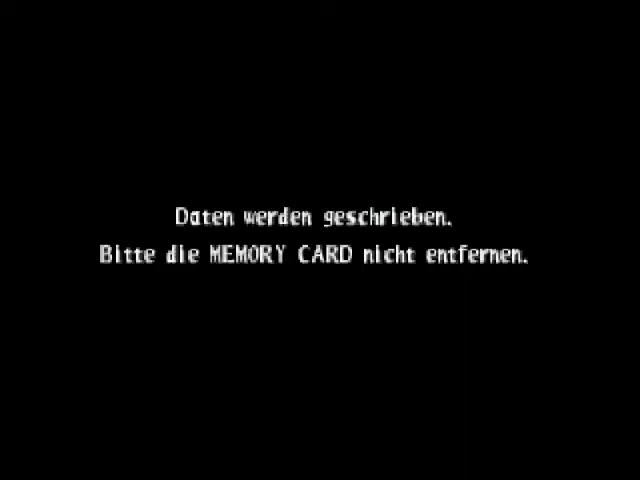 Daten werden geschrieben.
Bitte die MEMORY CARD nicht entfernen.